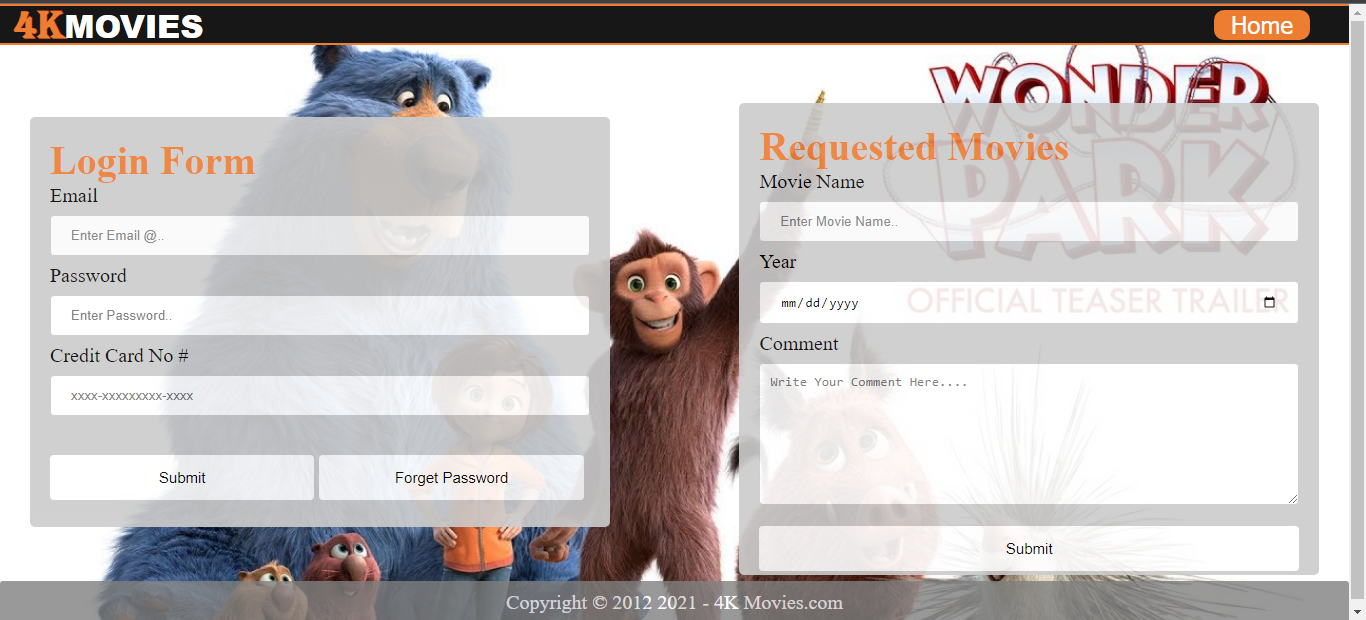 4KMOVIES
Home
WONDER
PARK
OFFICIAL TEASER TRAILER
Login Form
Email
Enter Email @..
Password
Enter Password..
Credit Card No #
xxxx-xxxxxxxxx-xxxx
Submit
Forget Password
Requested Movies
Movie Name
Enter Movie Name..
Year
mm/dd/yyyy
Comment
Write Your Comment Here....
Submit
Copyright © 2012 2021 - 4K Movies.com